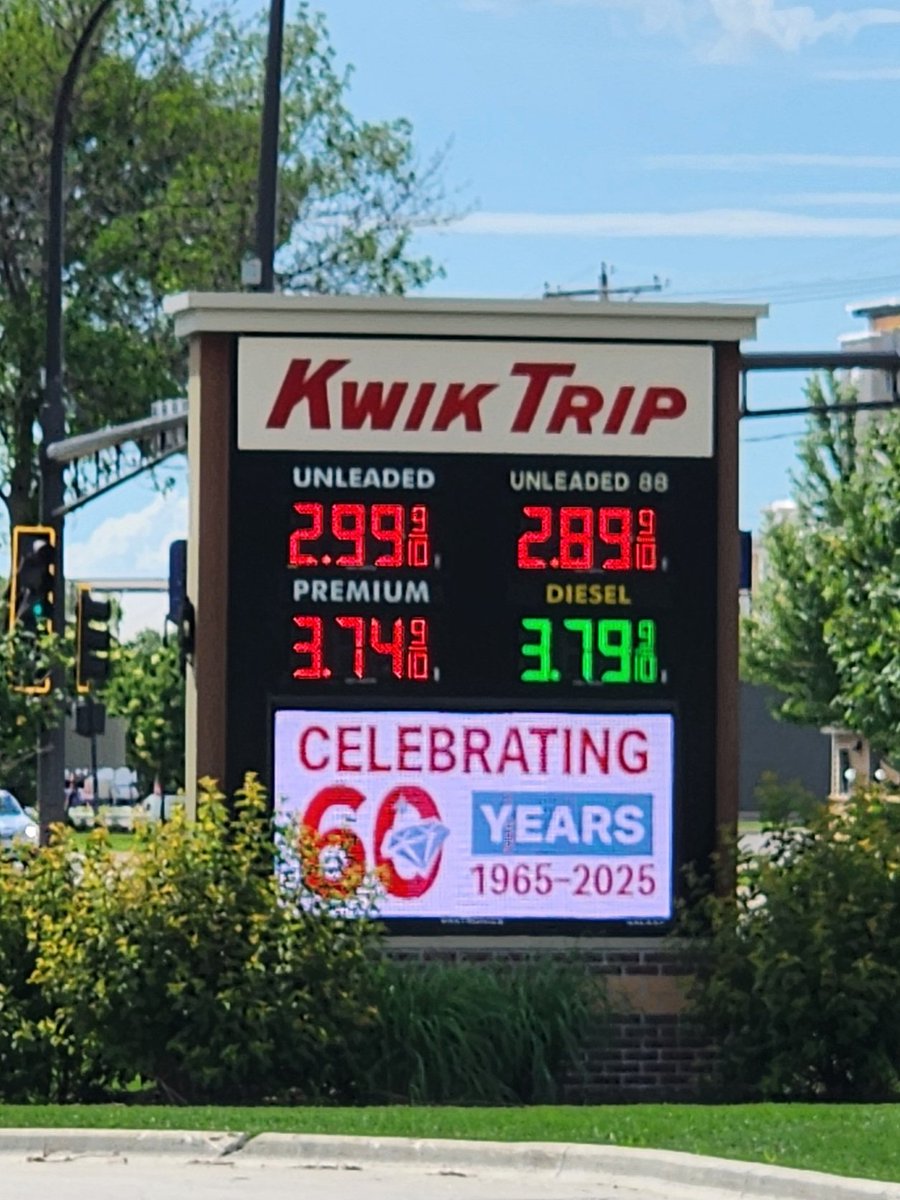 KWIK TRIP
UNLEADED UNLEADED 88
2.99 9/10 2.89 9/10
PREMIUM DIESEL
3.74 9/10 3.79 9/10
CELEBRATING
60 YEARS
1965-2025